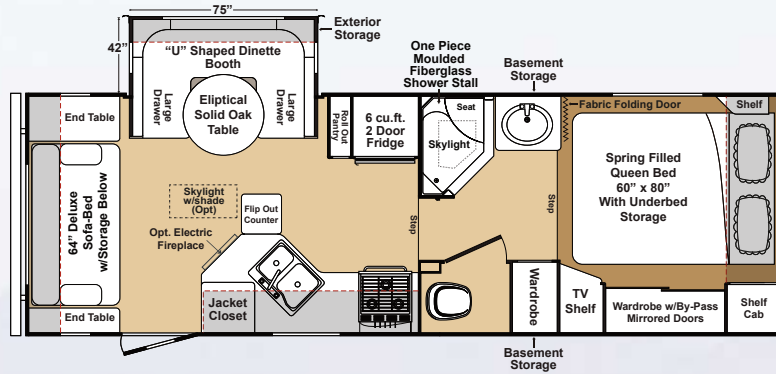 75”
42”
Exterior
Storage
“U” Shaped Dinette
Booth
Large
Drawer
Eliptical
Solid Oak
Table
Large
Drawer
One Piece
Moulded
Fiberglass
Shower Stall
Basement
Storage
End Table
Roll Out
Pantry
6 cu.ft.
2 Door
Fridge
Seat
Skylight
Fabric Folding Door
Shelf
64” Deluxe
Sofa-Bed
w/Storage Below
Skylight
w/shade
(Opt)
Flip Out
Counter
Opt. Electric
Fireplace
Step
Step
Spring Filled
Queen Bed
60” x 80”
With Underbed
Storage
End Table
Jacket
Closet
Wardrobe
TV
Shelf
Wardrobe w/By-Pass
Mirrored Doors
Shelf
Cab
Basement
Storage